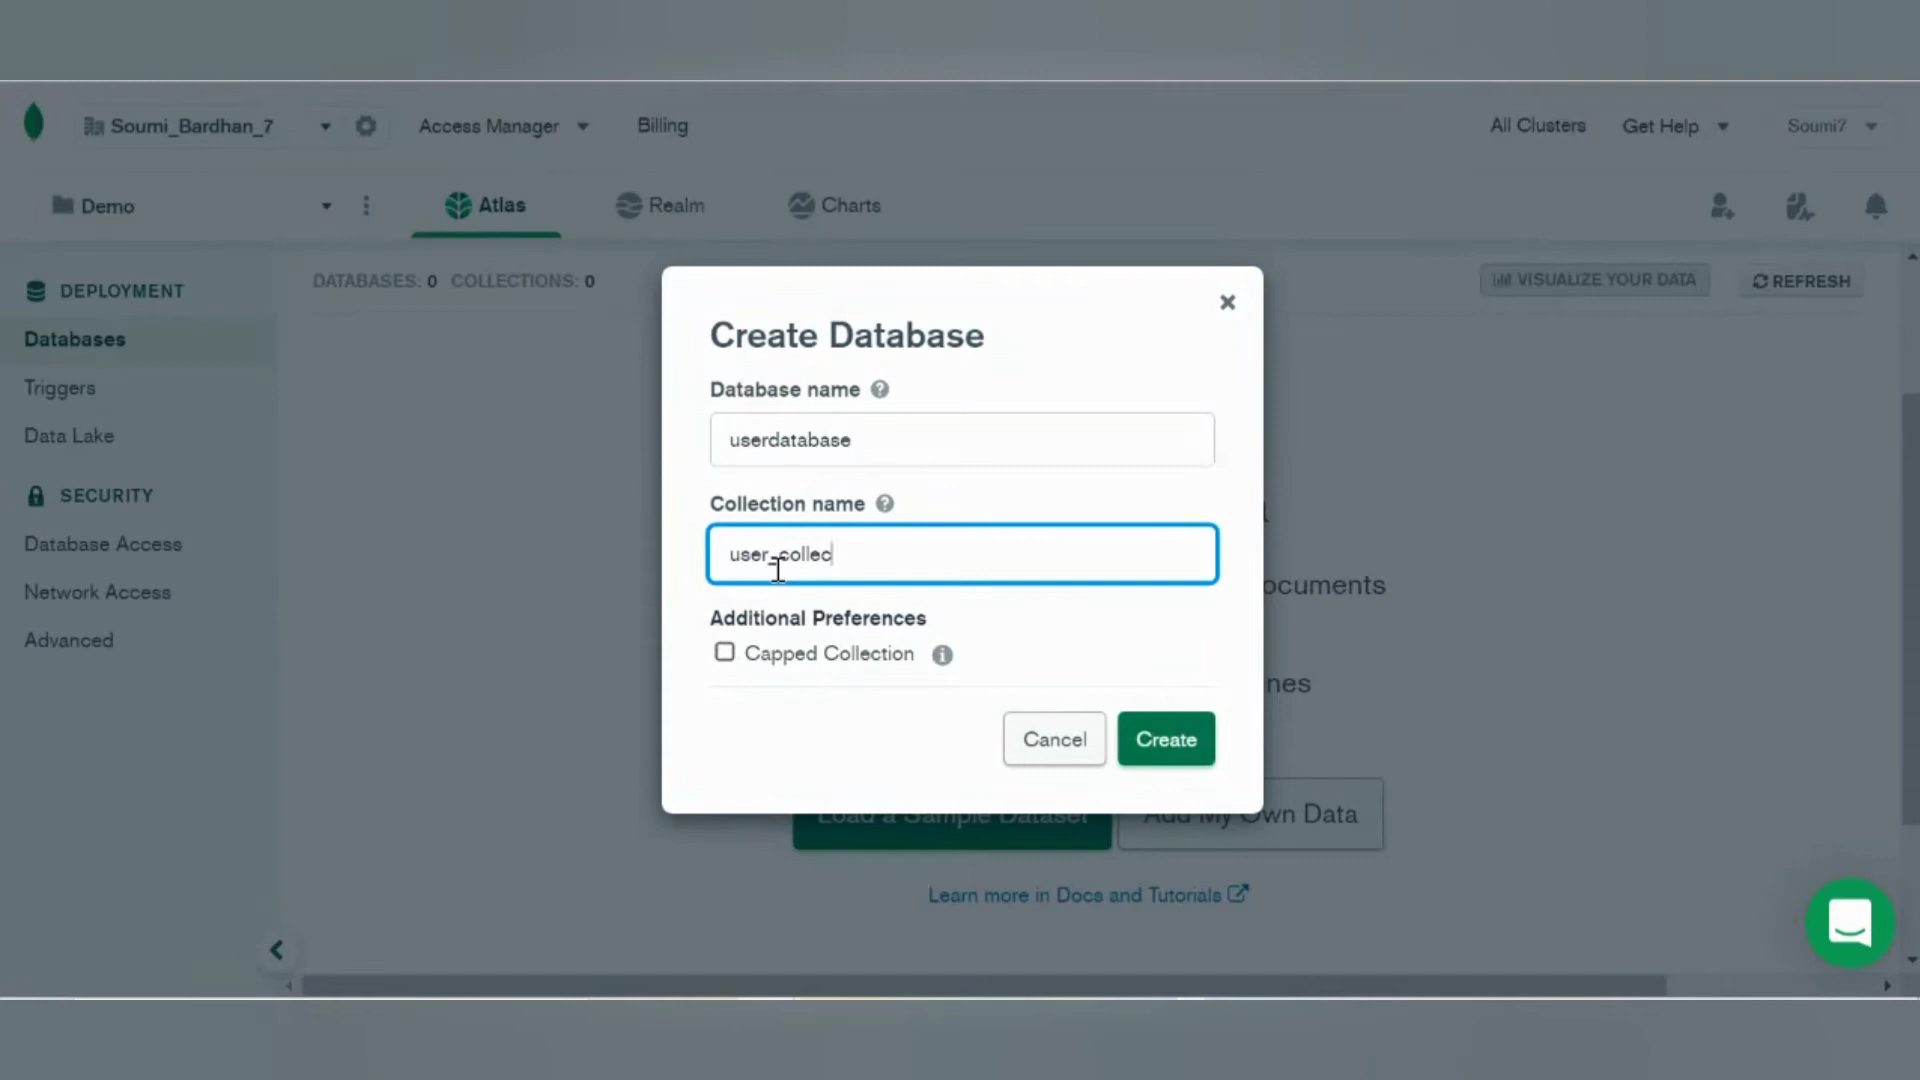 Soumi_Bardhan_7
Access Manager
Billing
All Clusters
Get Help
Soumi7
Demo
Atlas
Realm
Charts
DEPLOYMENT
Databases
Triggers
Data Lake
SECURITY
Database Access
Network Access
Advanced
DATABASES: 0 COLLECTIONS: 0
VISUALIZE YOUR DATA
REFRESH
Create Database
Database name
userdatabase
Collection name
user_collec
Additional Preferences
Capped Collection
Cancel
Create
ocuments
nes
Load a Sample Dataset
Add My Own Data
Learn more in Docs and Tutorials